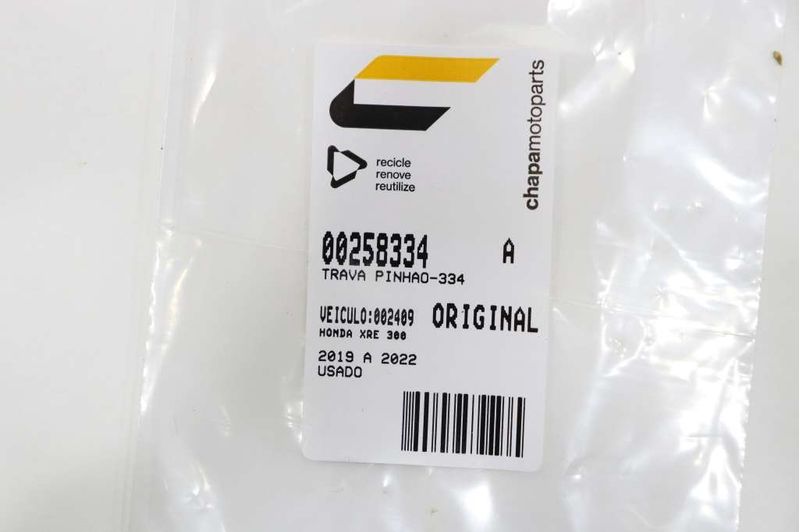 chapamotoparts
recicle
renove
reutilize
00258334 A
TRAVA PINHAO-334
VEICULO:002409 ORIGINAL
HONDA XRE 300
2019 A 2022
USADO